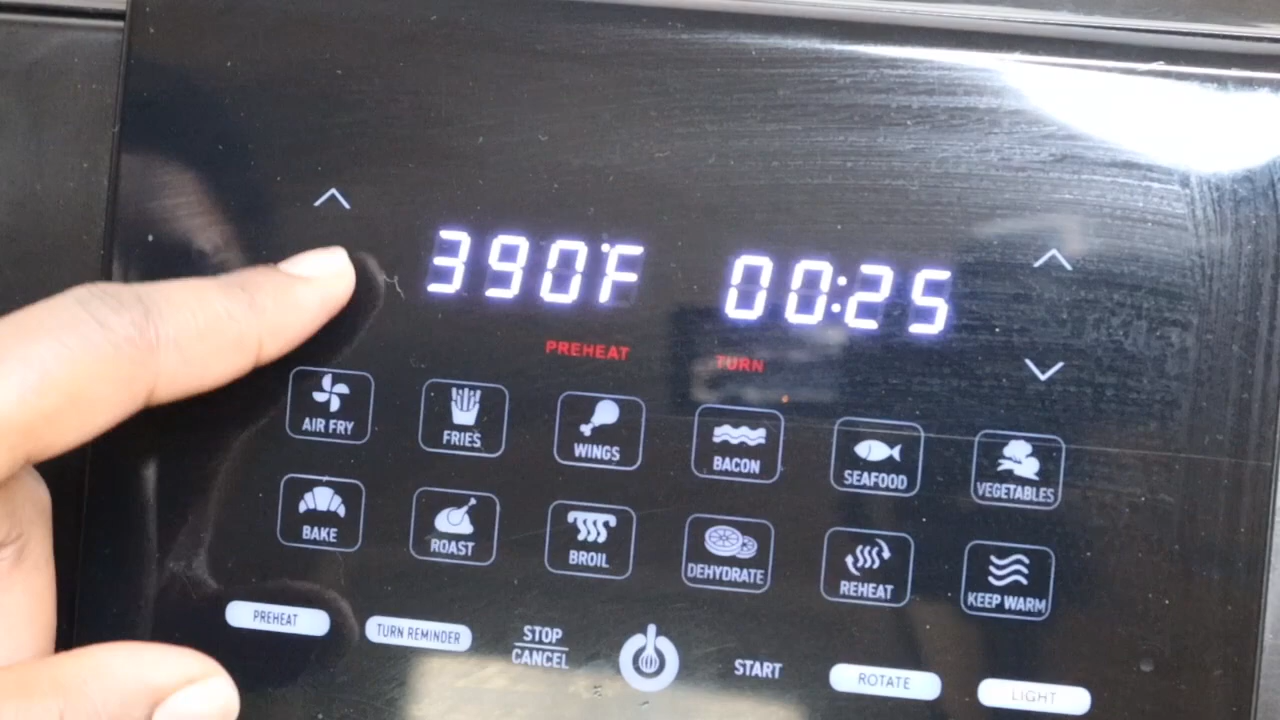 390°F 00:25
PREHEAT TURN
AIR FRY FRIES WINGS BACON SEAFOOD VEGETABLES
BAKE ROAST BROIL DEHYDRATE REHEAT KEEP WARM
PREHEAT TURN REMINDER STOP CANCEL START ROTATE LIGHT